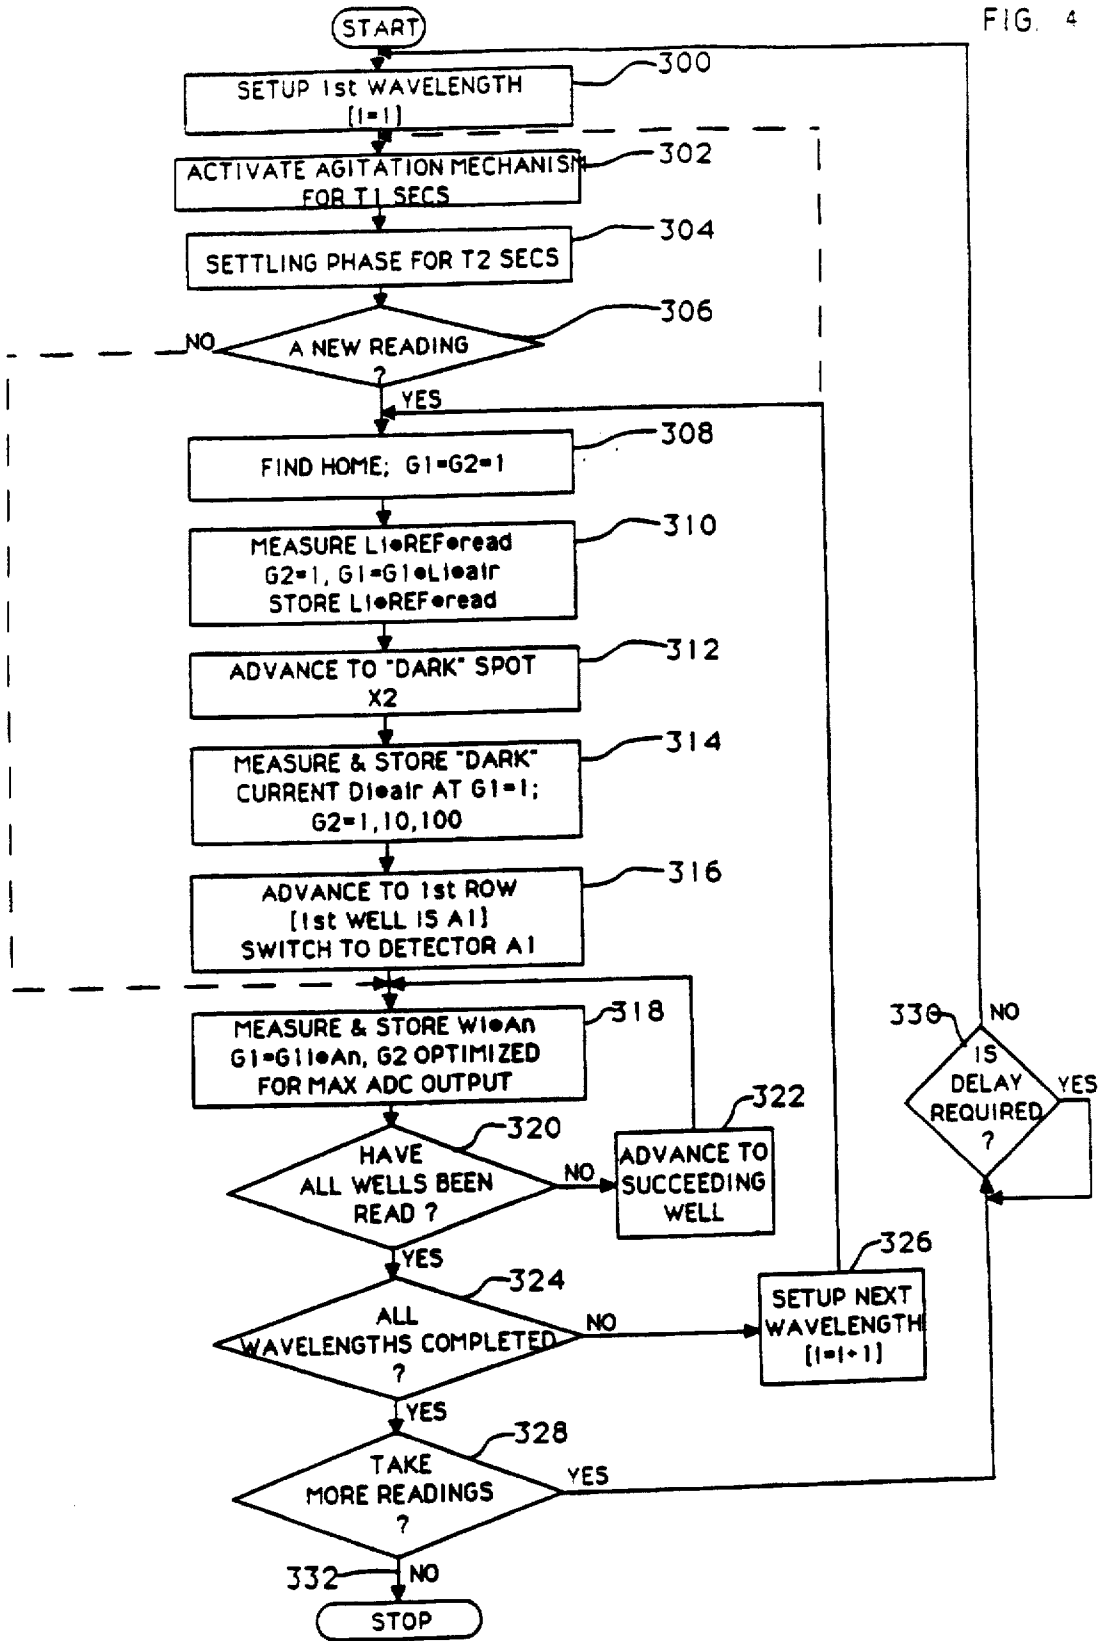 FIG. 4
START
300
SETUP 1st WAVELENGTH
[i=1]
302
ACTIVATE AGITATION MECHANISM
FOR T1 SECS
304
SETTLING PHASE FOR T2 SECS
306
NO
A NEW READING
?
YES
308
FIND HOME; G1=G2=1
310
MEASURE Li•REF•read
G2=1, G1=G1•Li•air
STORE Li•REF•read
312
ADVANCE TO "DARK" SPOT
X2
314
MEASURE & STORE "DARK"
CURRENT Di•air AT G1=1;
G2=1,10,100
316
ADVANCE TO 1st ROW
[1st WELL IS A1]
SWITCH TO DETECTOR A1
318
MEASURE & STORE Wi•An
G1=G1i•An, G2 OPTIMIZED
FOR MAX ADC OUTPUT
330
NO
IS
DELAY
REQUIRED
?
YES
320
HAVE
ALL WELLS BEEN
READ ?
NO
322
ADVANCE TO
SUCCEEDING
WELL
YES
324
ALL
WAVELENGTHS COMPLETED
?
NO
326
SETUP NEXT
WAVELENGTH
[i=i+1]
YES
328
TAKE
MORE READINGS
?
YES
332
NO
STOP